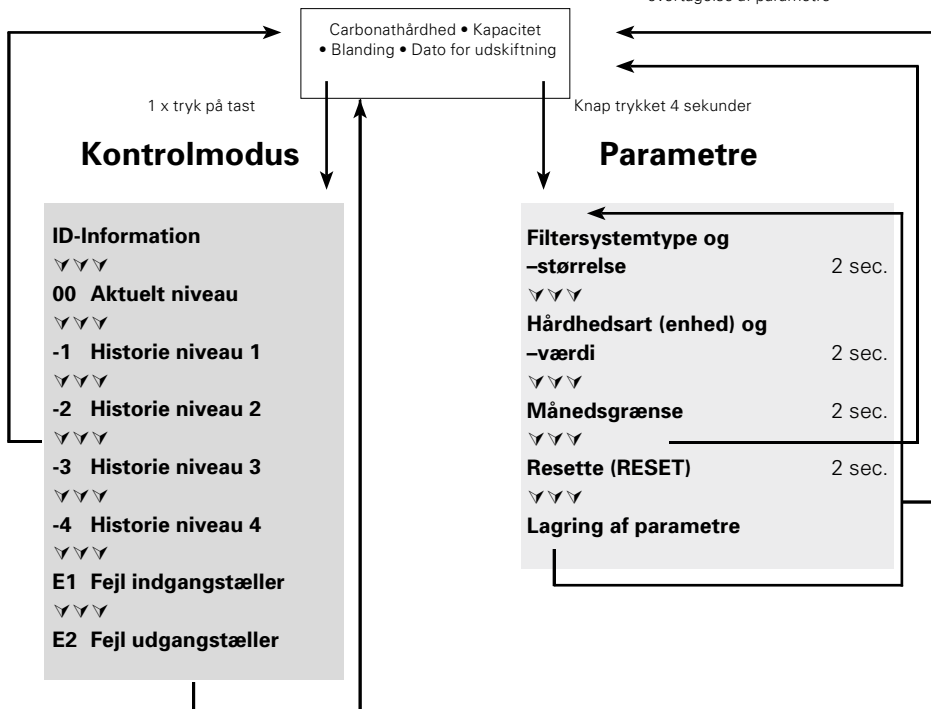 overtagelse af parametre
Carbonathårdhed • Kapacitet
• Blanding • Dato for udskiftning
1 x tryk på tast
Knap trykket 4 sekunder
Kontrolmodus
ID-Information
00 Aktuelt niveau
-1 Historie niveau 1
-2 Historie niveau 2
-3 Historie niveau 3
-4 Historie niveau 4
E1 Fejl indgangstæller
E2 Fejl udgangstæller
Parametre
Filtersystemtype og
–størrelse 2 sec.
Hårdhedsart (enhed) og
–værdi 2 sec.
Månedsgrænse 2 sec.
Resette (RESET) 2 sec.
Lagring af parametre